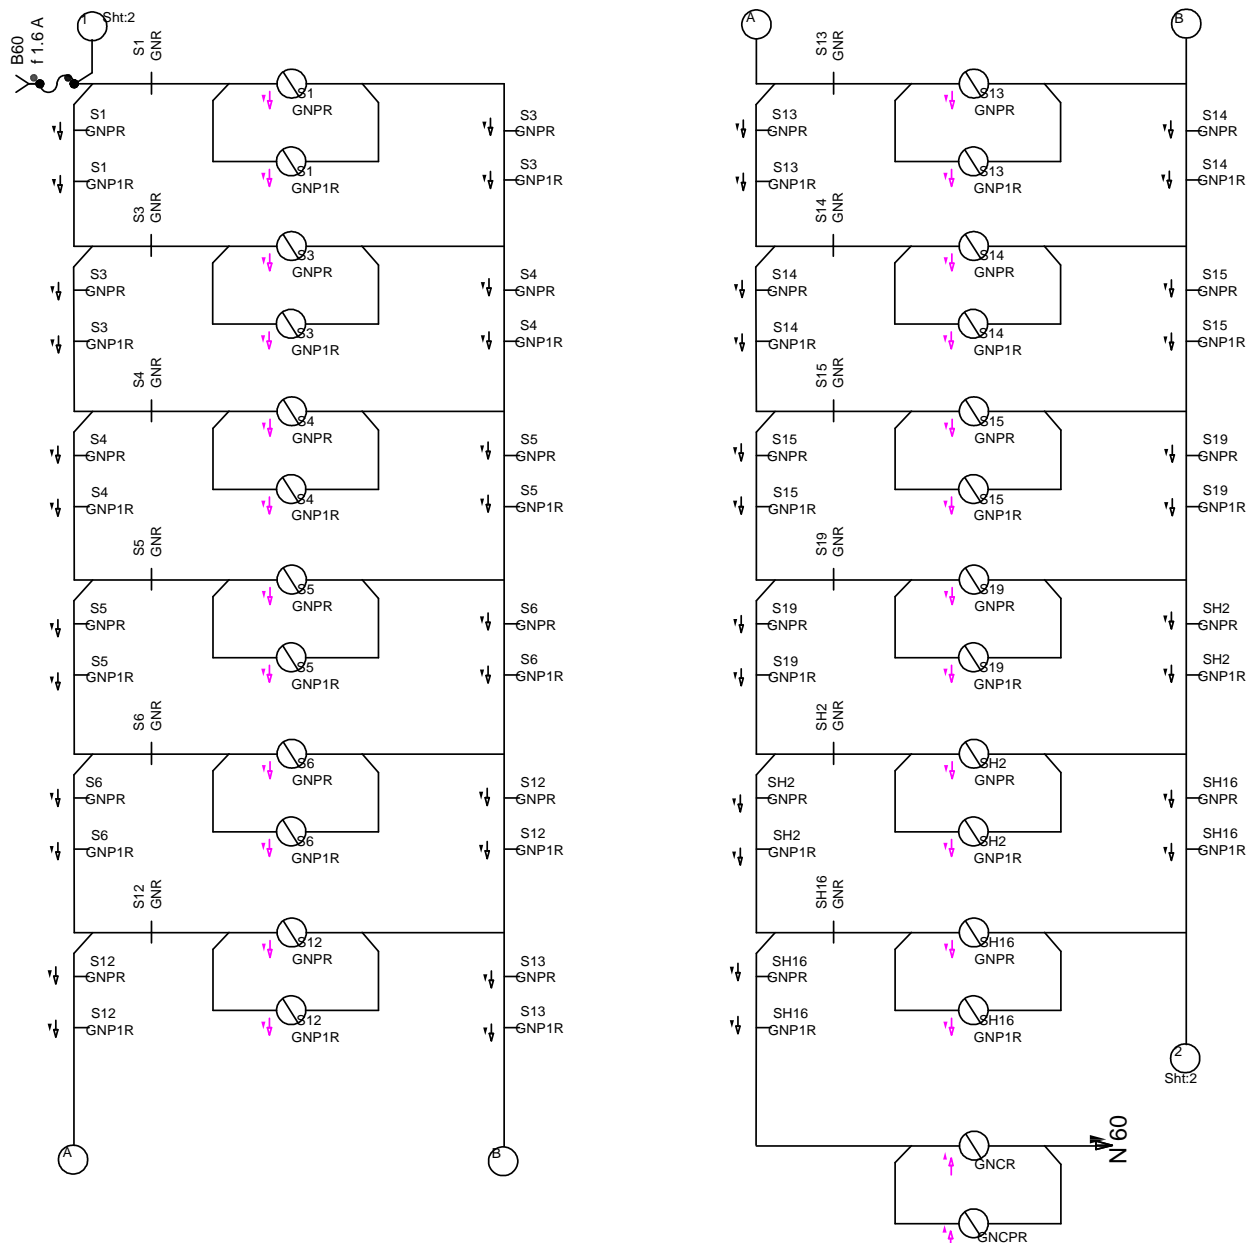 B60
f 1.6 A
1
Sht:2
S1
GNR
S1
GNPR
S1
GNPR
S3
GNPR
S1
GNP1R
S1
GNP1R
S3
GNP1R
S3
GNR
S3
GNPR
S3
GNPR
S4
GNPR
S3
GNP1R
S3
GNP1R
S4
GNP1R
S4
GNR
S4
GNPR
S4
GNPR
S5
GNPR
S4
GNP1R
S4
GNP1R
S5
GNP1R
S5
GNR
S5
GNPR
S5
GNPR
S6
GNPR
S5
GNP1R
S5
GNP1R
S6
GNP1R
S6
GNR
S6
GNPR
S6
GNPR
S12
GNPR
S6
GNP1R
S6
GNP1R
S12
GNP1R
S12
GNR
S12
GNPR
S12
GNPR
S13
GNPR
S12
GNP1R
S12
GNP1R
S13
GNP1R
A
B
A
B
S13
GNR
S13
GNPR
S13
GNPR
S14
GNPR
S13
GNP1R
S13
GNP1R
S14
GNP1R
S14
GNR
S14
GNPR
S14
GNPR
S15
GNPR
S14
GNP1R
S14
GNP1R
S15
GNP1R
S15
GNR
S15
GNPR
S15
GNPR
S19
GNPR
S15
GNP1R
S15
GNP1R
S19
GNP1R
S19
GNR
S19
GNPR
S19
GNPR
SH2
GNPR
S19
GNP1R
S19
GNP1R
SH2
GNP1R
SH2
GNR
SH2
GNPR
SH2
GNPR
SH16
GNPR
SH2
GNP1R
SH2
GNP1R
SH16
GNP1R
SH16
GNR
SH16
GNPR
SH16
GNPR
SH16
GNP1R
SH16
GNP1R
2
Sht:2
N 60
GNCR
GNCPR